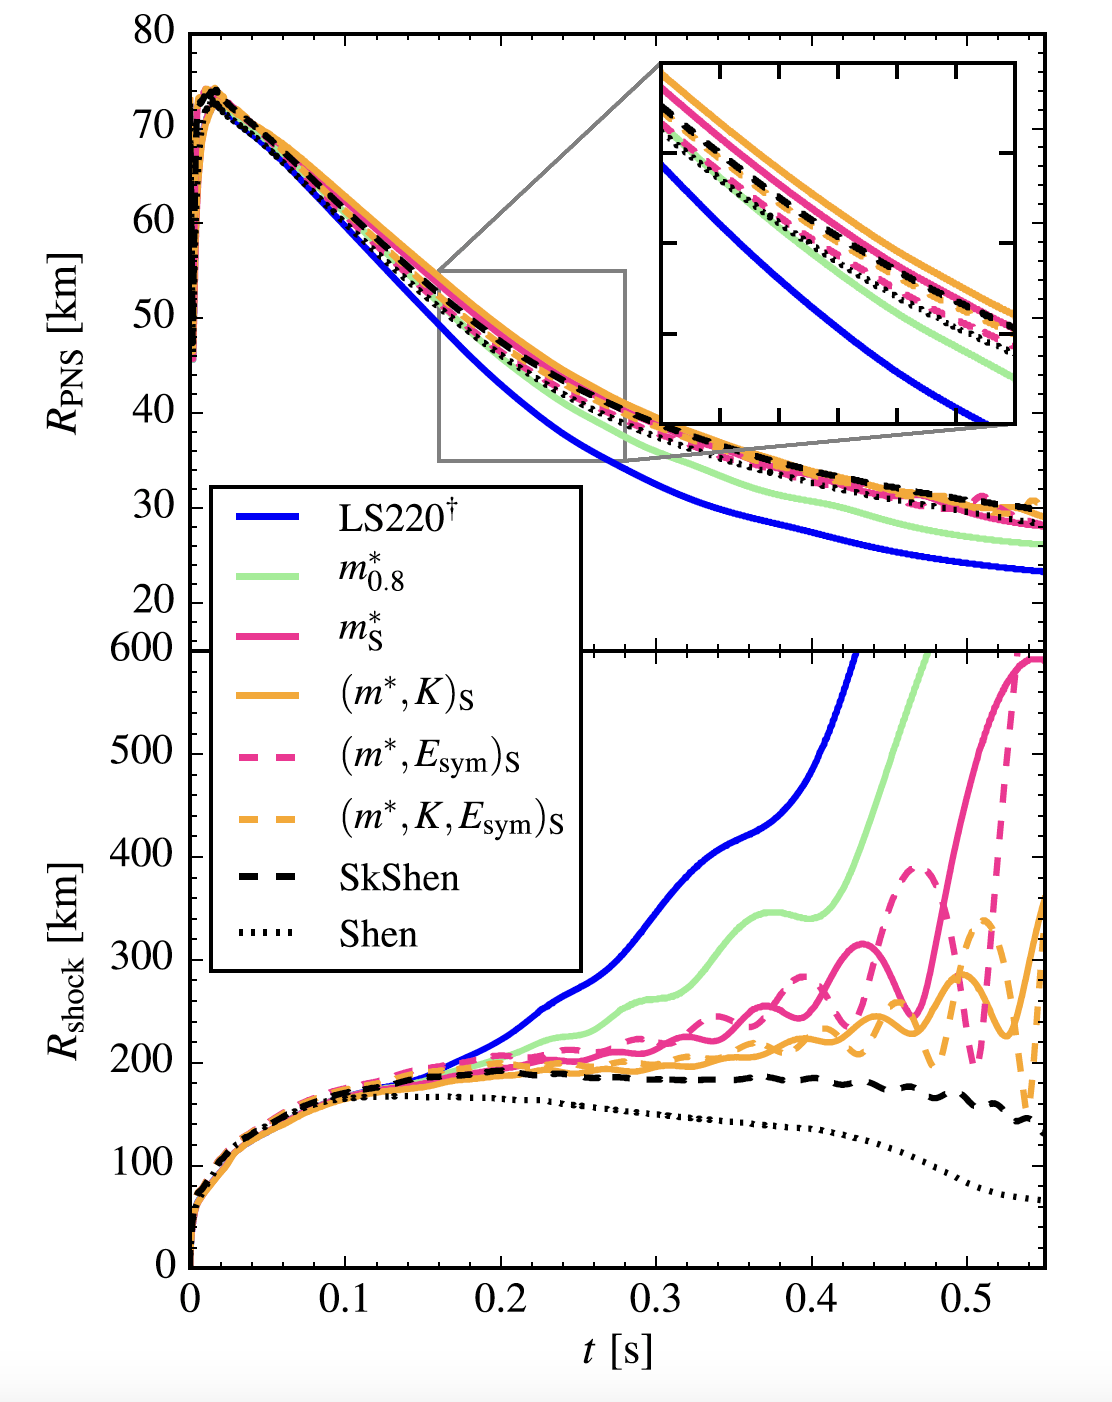 80
70
60
50
40
30
20
R_PNS [km]
LS220†
m*_0.8
m*_S
(m*, K)_S
(m*, E_sym)_S
(m*, K, E_sym)_S
SkShen
Shen
600
500
400
300
200
100
0
R_shock [km]
0 0.1 0.2 0.3 0.4 0.5
t [s]